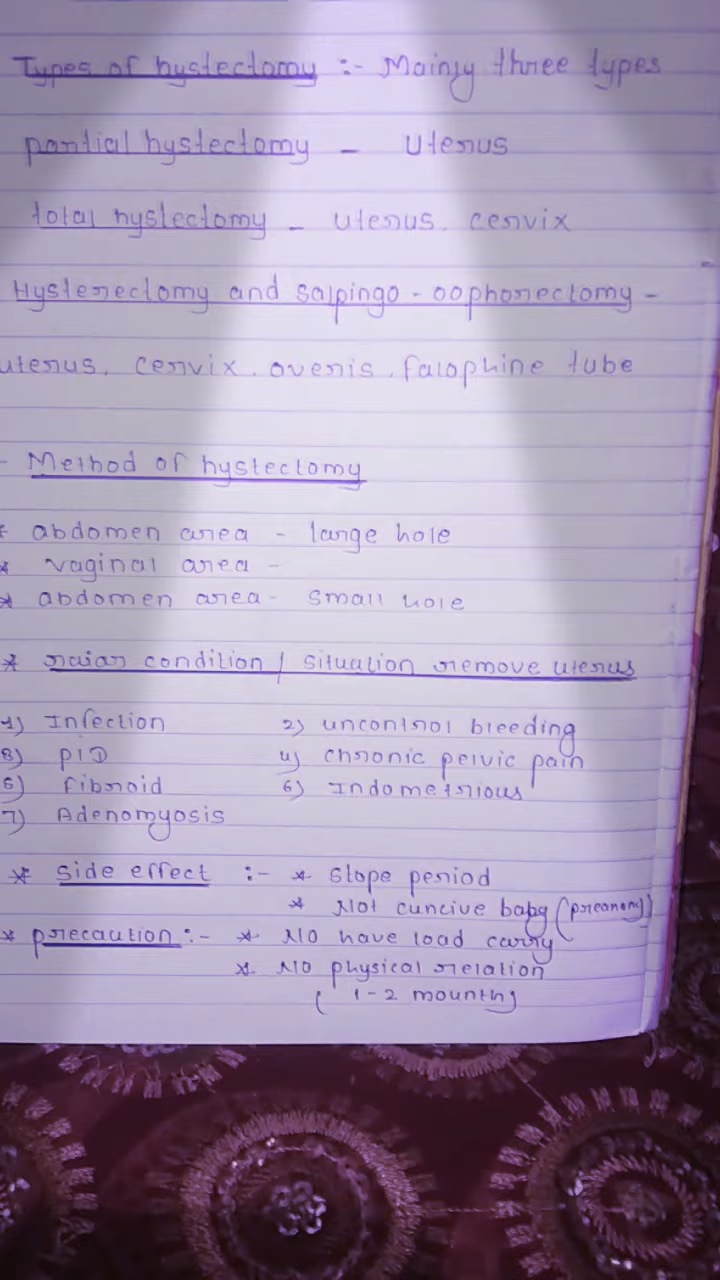 Types of hystectomy :- Mainly three types
partial hystectomy - Uterus
total hystectomy - uterus, cervix
Hysterectomy and salpingo - oophorectomy -
uterus, cervix, overis, falophine tube
- Method of hystectomy
* abdomen area - large hole
* vaginal area -
* abdomen area - small hole
* condition / situation remove uterus
1) Infection 2) uncontrol bleeding
3) PID 4) chronic pelvic pain
5) fibroid 6) Indometrious
7) Adenomyosis
* side effect :- * stope period
* Not cuncive baby
* precaution :- * No have load carry
* No physical relation
( 1-2 mounth)